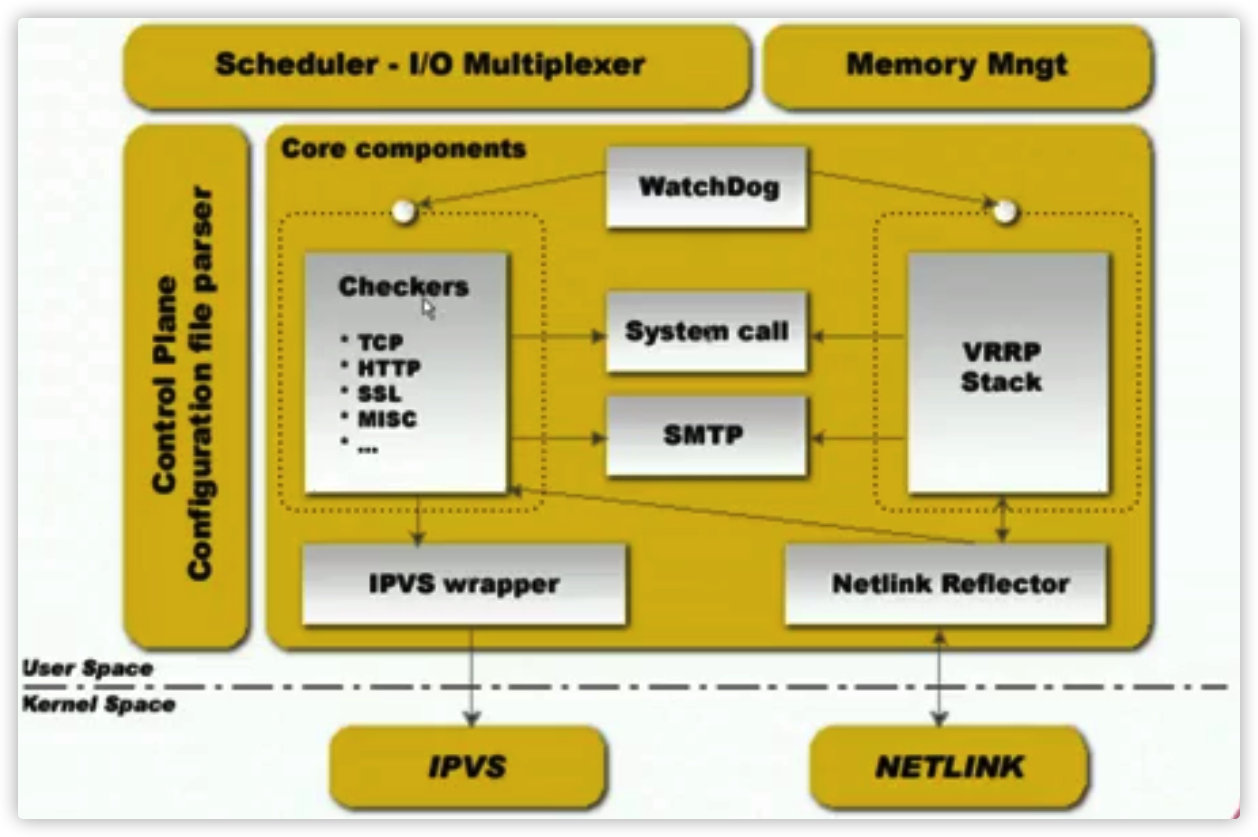 Scheduler - I/O Multiplexer
Memory Mngt
Control Plane
Configuration file parser
Core components
WatchDog
Checkers
* TCP
* HTTP
* SSL
* MISC
* ...
System call
SMTP
VRRP
Stack
IPVS wrapper
Netlink Reflector
User Space
Kernel Space
IPVS
NETLINK